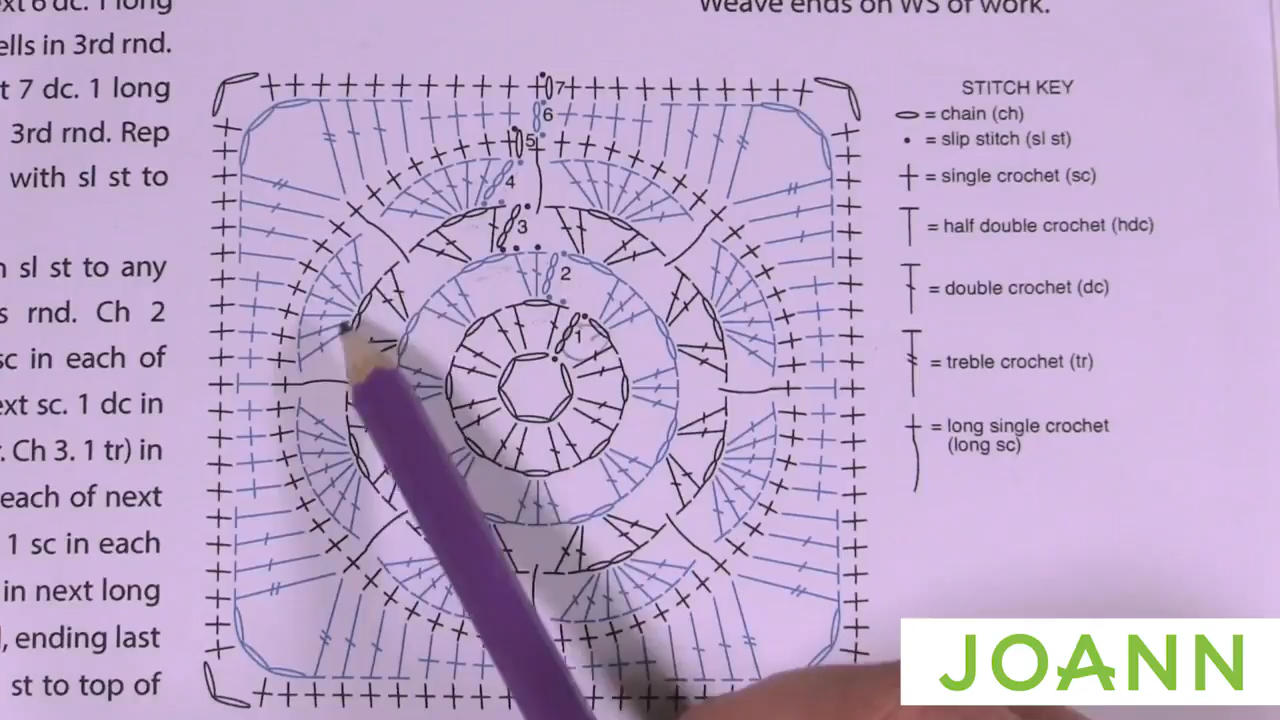 ext 6 dc. 1 long
ells in 3rd rnd.
t 7 dc. 1 long
3rd rnd. Rep
with sl st to
n sl st to any
s rnd. Ch 2
sc in each of
ext sc. 1 dc in
r. Ch 3. 1 tr) in
each of next
1 sc in each
in next long
, ending last
st to top of
Weave ends on WS of work.
7
6
5
4
3
2
1
STITCH KEY
= chain (ch)
= slip stitch (sl st)
= single crochet (sc)
= half double crochet (hdc)
= double crochet (dc)
= treble crochet (tr)
= long single crochet
(long sc)
JOANN